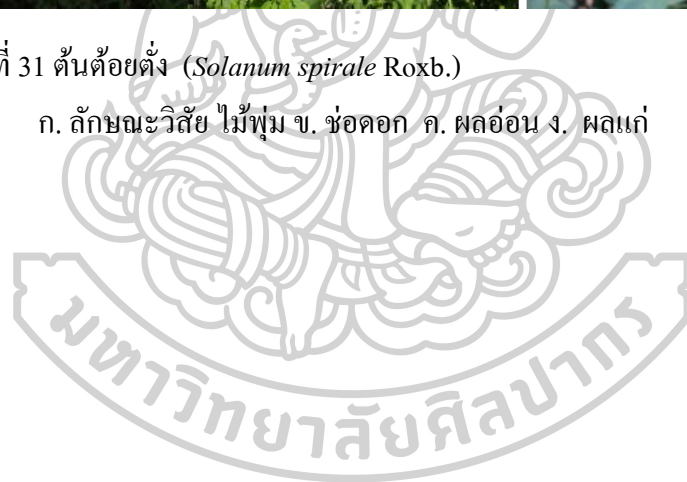 ที่ 31 ต้นต้อยติ่ง (Solanum spirale Roxb.)
ก. ลักษณะวิสัย ไม้พุ่ม ข. ช่อดอก ค. ผลอ่อน ง. ผลแก่
มหาวิทยาลัยศิลปากร